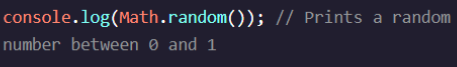 console.log(Math.random()); // Prints a random
number between 0 and 1